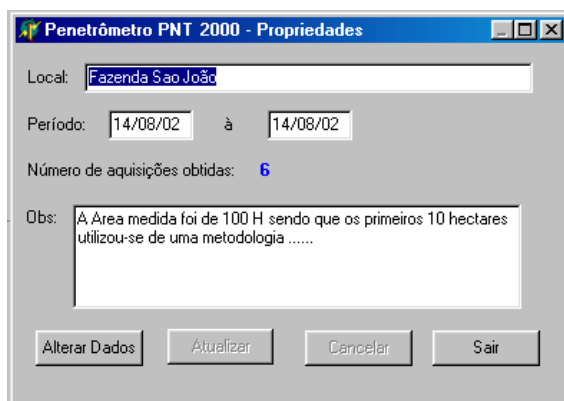 Penetrômetro PNT 2000 - Propriedades
Local: Fazenda Sao João
Período: 14/08/02 à 14/08/02
Número de aquisições obtidas: 6
Obs: A Area medida foi de 100 H sendo que os primeiros 10 hectares
utilizou-se de uma metodologia ......
Alterar Dados Atualizar Cancelar Sair